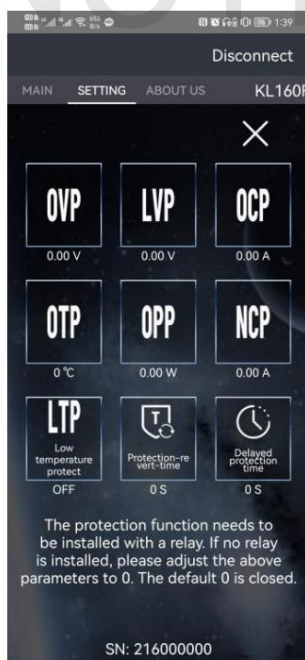 653
B/s
1:39
Disconnect
MAIN SETTING ABOUT US KL160F
OVP LVP OCP
0.00 V 0.00 V 0.00 A
OTP OPP NCP
0 °C 0.00 W 0.00 A
LTP
Low
temperature
protect
T
Protection-re
vert-time
Delayed
protection
time
OFF 0 S 0 S
The protection function needs to
be installed with a relay. If no relay
is installed, please adjust the above
parameters to 0. The default 0 is closed.
SN: 216000000